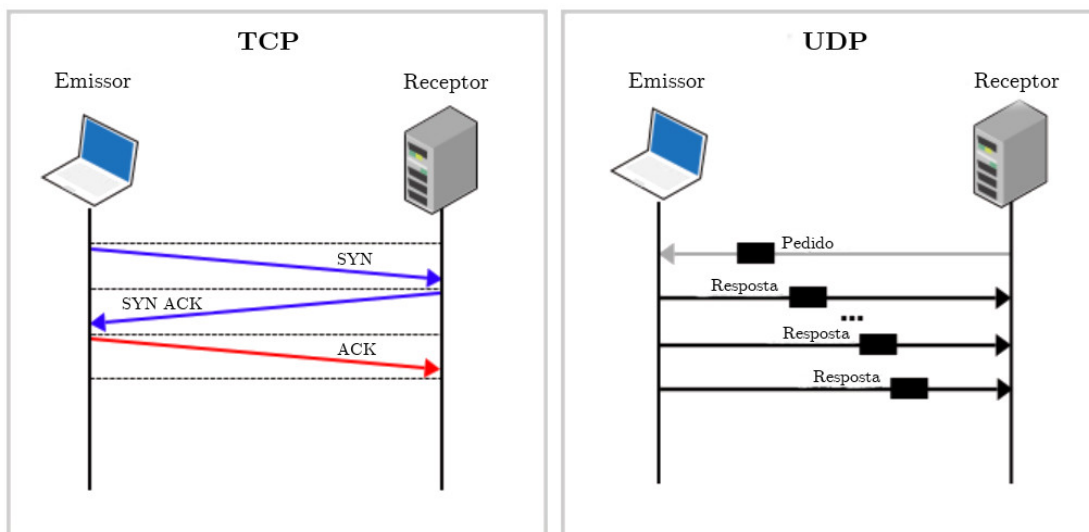 TCP
Emissor
Receptor
SYN
SYN ACK
ACK
UDP
Emissor
Receptor
Pedido
Resposta
...
Resposta
Resposta